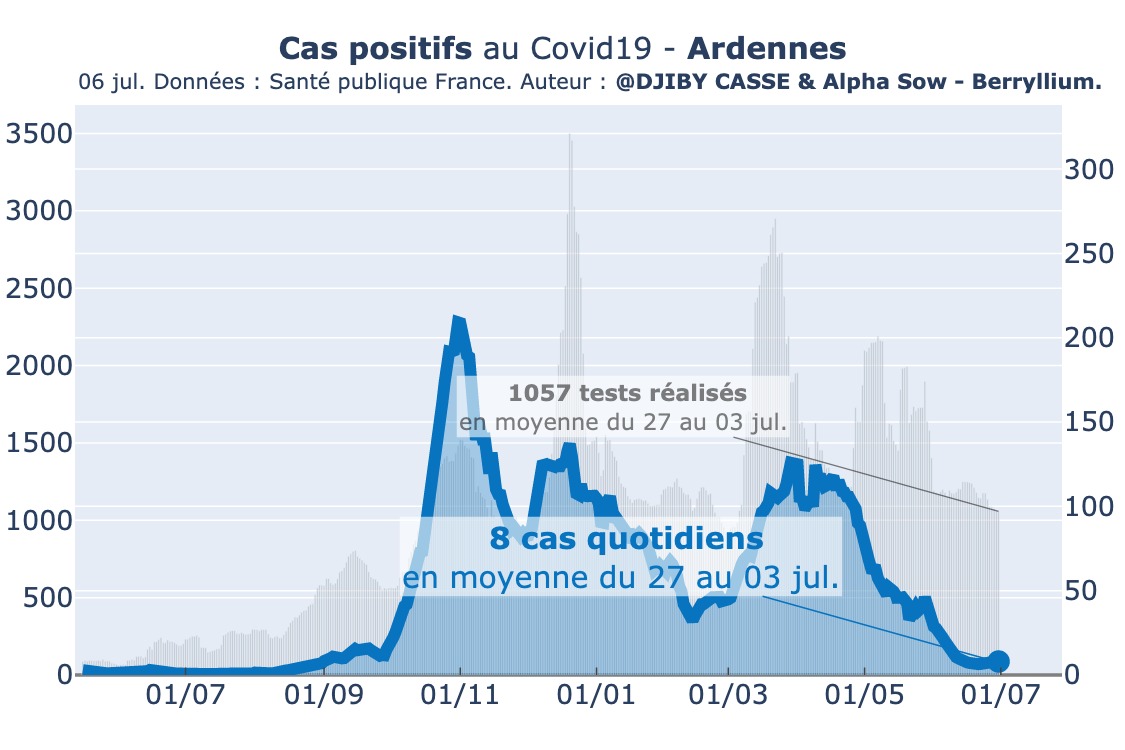 Cas positifs au Covid19 - Ardennes
06 jul. Données : Santé publique France. Auteur : @DJIBY CASSE & Alpha Sow - Berryllium.
3500
3000
2500
2000
1500
1000
500
0
300
250
200
150
100
50
0
1057 tests réalisés
en moyenne du 27 au 03 jul.
8 cas quotidiens
en moyenne du 27 au 03 jul.
01/07 01/09 01/11 01/01 01/03 01/05 01/07